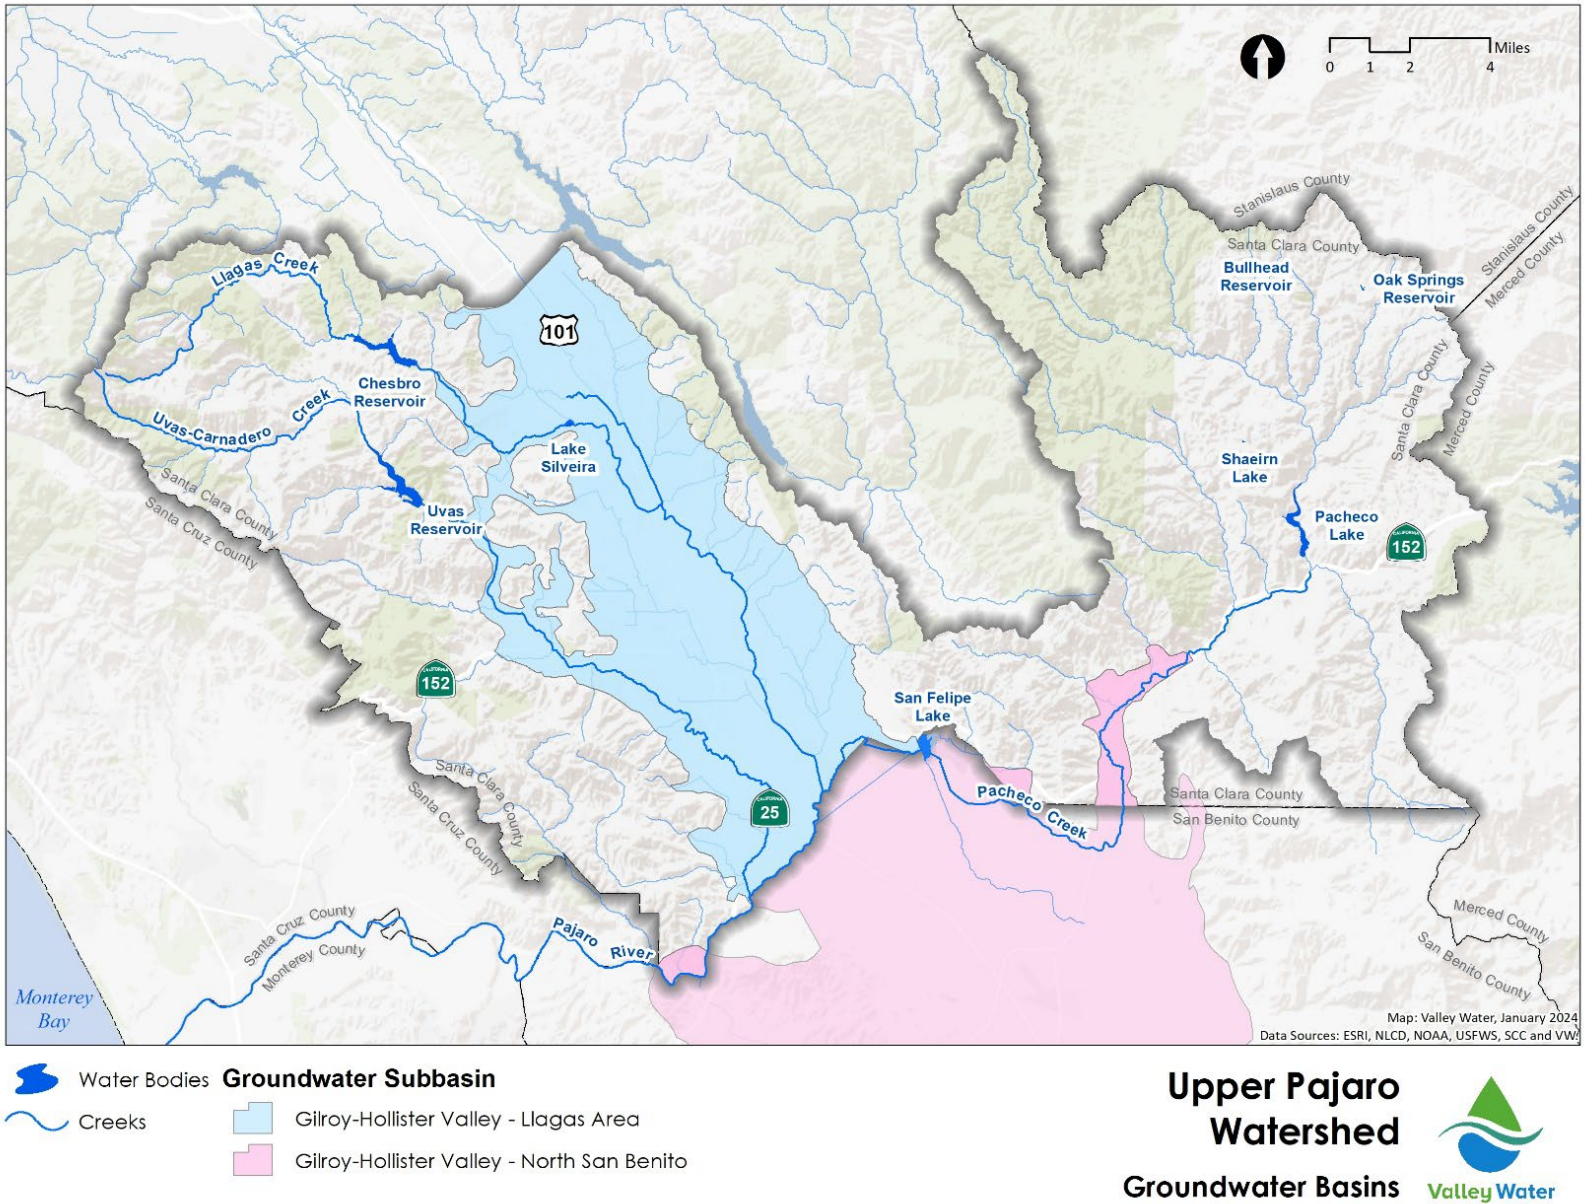 Miles
0 1 2 4
Stanislaus County
Santa Clara County
Stanislaus County
Merced County
Llagas Creek
Bullhead
Reservoir
Oak Springs
Reservoir
101
Chesbro
Reservoir
Uvas-Carnadero Creek
Santa Clara County
Merced County
Lake
Silveira
Shaeirn
Lake
Santa Clara County
Santa Cruz County
Uvas
Reservoir
Pacheco
Lake
CALIFORNIA
152
CALIFORNIA
152
San Felipe
Lake
Santa Clara County
Santa Cruz County
CALIFORNIA
25
Pacheco Creek
Santa Clara County
San Benito County
Santa Cruz County
Monterey County
Pajaro River
Merced County
San Benito County
Monterey
Bay
Map: Valley Water, January 2024
Data Sources: ESRI, NLCD, NOAA, USFWS, SCC and VW
Water Bodies
Creeks
Groundwater Subbasin
Gilroy-Hollister Valley - Llagas Area
Gilroy-Hollister Valley - North San Benito
Upper Pajaro
Watershed
Groundwater Basins
Valley Water